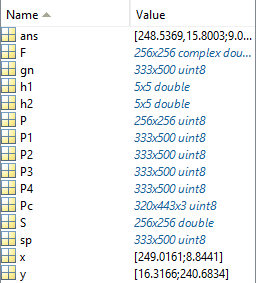 Name Value
ans [248.5369,15.8003;9.0...
F 256x256 complex dou...
gn 333x500 uint8
h1 5x5 double
h2 5x5 double
P 256x256 uint8
P1 333x500 uint8
P2 333x500 uint8
P3 333x500 uint8
P4 333x500 uint8
Pc 320x443x3 uint8
S 256x256 double
sp 333x500 uint8
x [249.0161;8.8441]
y [16.3166;240.6834]